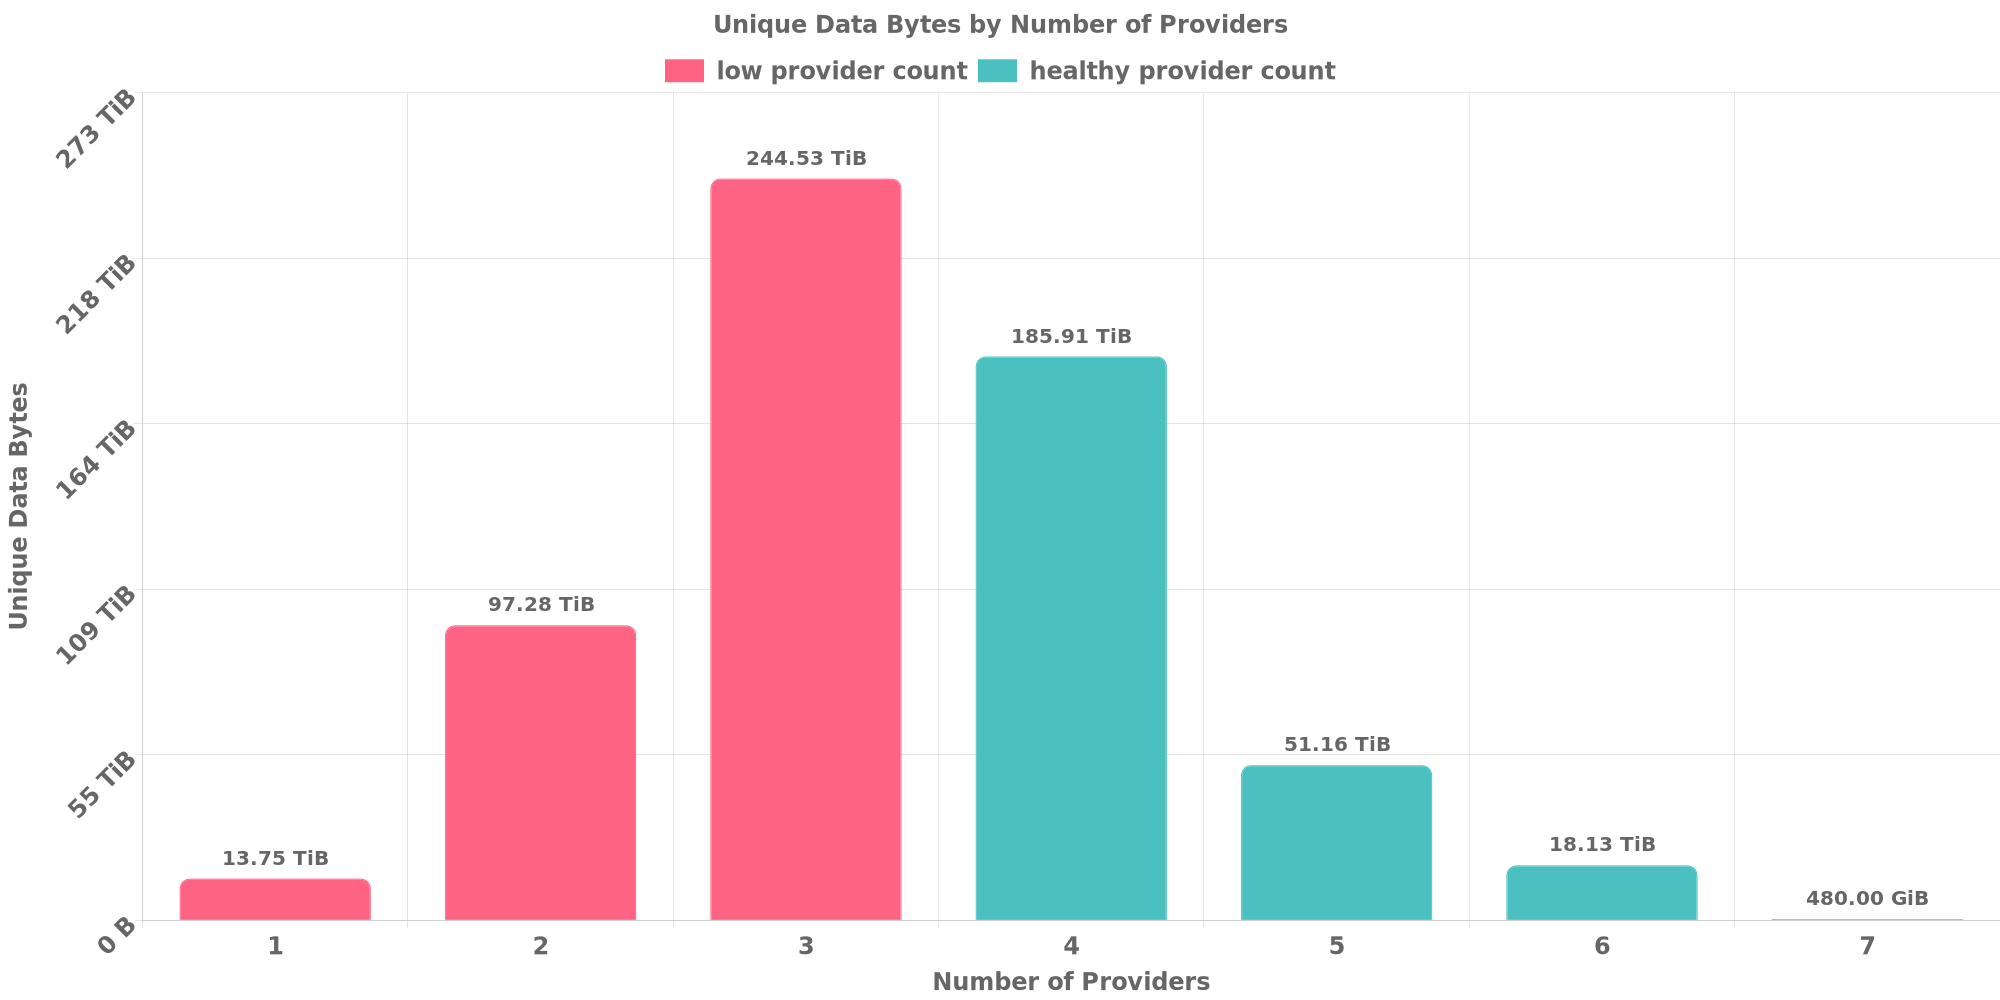 Unique Data Bytes by Number of Providers
low provider count healthy provider count
273 TiB
218 TiB
164 TiB
109 TiB
55 TiB
0 B
Unique Data Bytes
13.75 TiB
97.28 TiB
244.53 TiB
185.91 TiB
51.16 TiB
18.13 TiB
480.00 GiB
1 2 3 4 5 6 7
Number of Providers